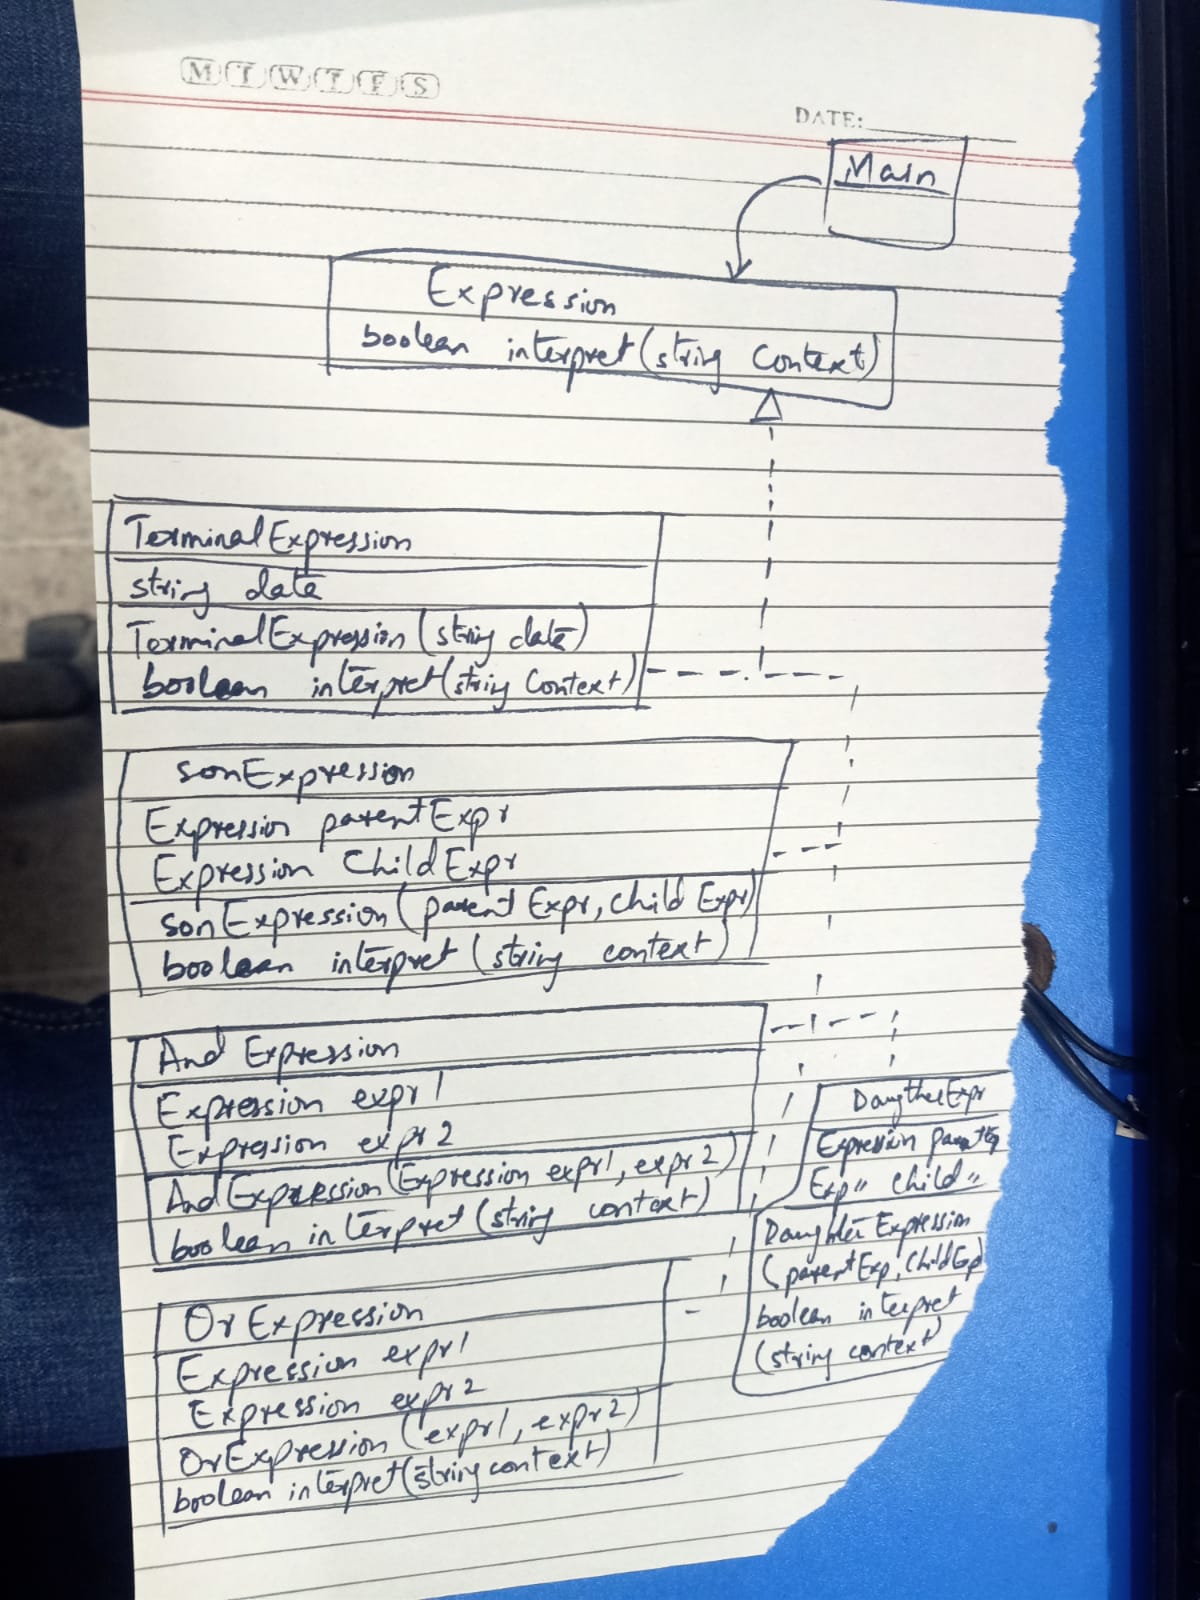 M T W T F S
DATE:
Main
Expression
boolean interpret(string Context)
TerminalExpression
string data
TerminalExpression (string data)
boolean interpret(string Context)
sonExpression
Expression parentExpr
Expression ChildExpr
sonExpression(parent Expr, child Expr)
boolean interpret (string context)
And Expression
Expression expr1
Expression expr2
AndExpression(Expression expr1, expr2)
boolean interpret (string context)
DaughterExpr
Expression
Exp " child "
Daughter Expression
(parentExp, ChildExp)
boolean interpret
(string context)
OrExpression
Expression expr1
Expression expr2
OrExpression (expr1, expr2)
boolean interpret(string context)